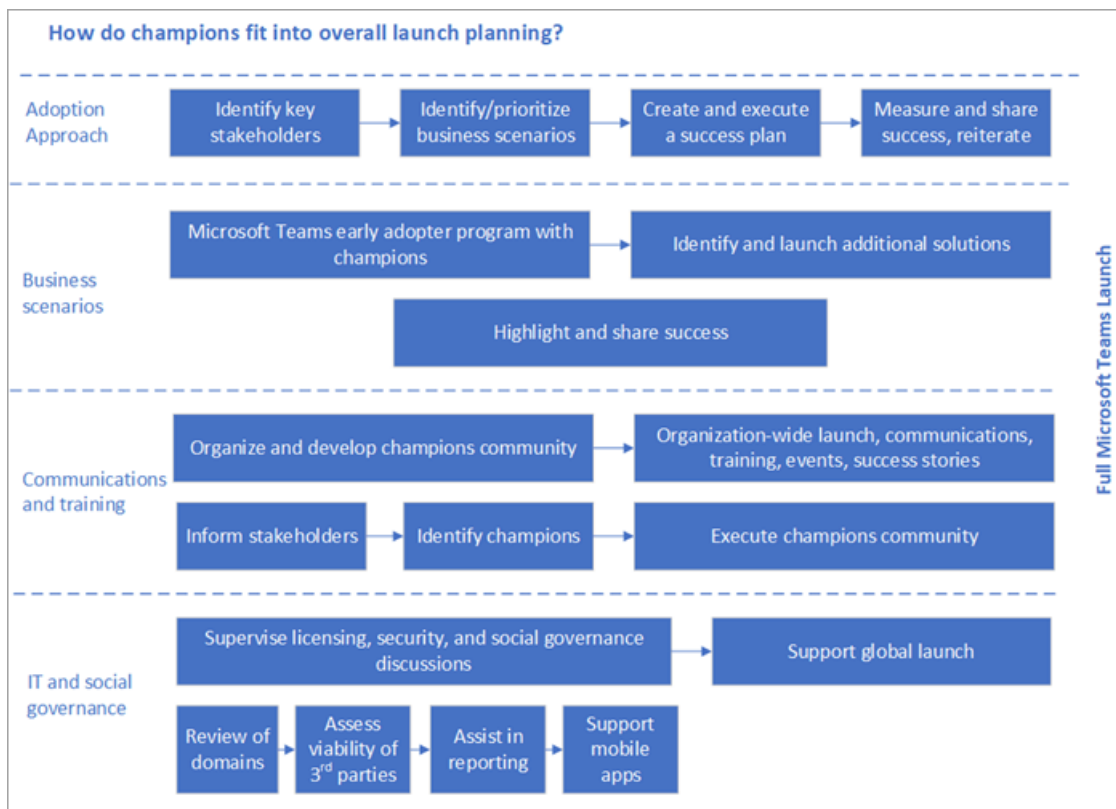 How do champions fit into overall launch planning?
Adoption
Approach
Identify key
stakeholders
Identify/prioritize
business scenarios
Create and execute
a success plan
Measure and share
success, reiterate
Business
scenarios
Microsoft Teams early adopter program with
champions
Identify and launch additional solutions
Highlight and share success
Communications
and training
Organize and develop champions community
Organization-wide launch, communications,
training, events, success stories
Inform stakeholders
Identify champions
Execute champions community
IT and social
governance
Supervise licensing, security, and social governance
discussions
Support global launch
Review of
domains
Assess
viability of
3rd parties
Assist in
reporting
Support
mobile
apps
Full Microsoft Teams Launch